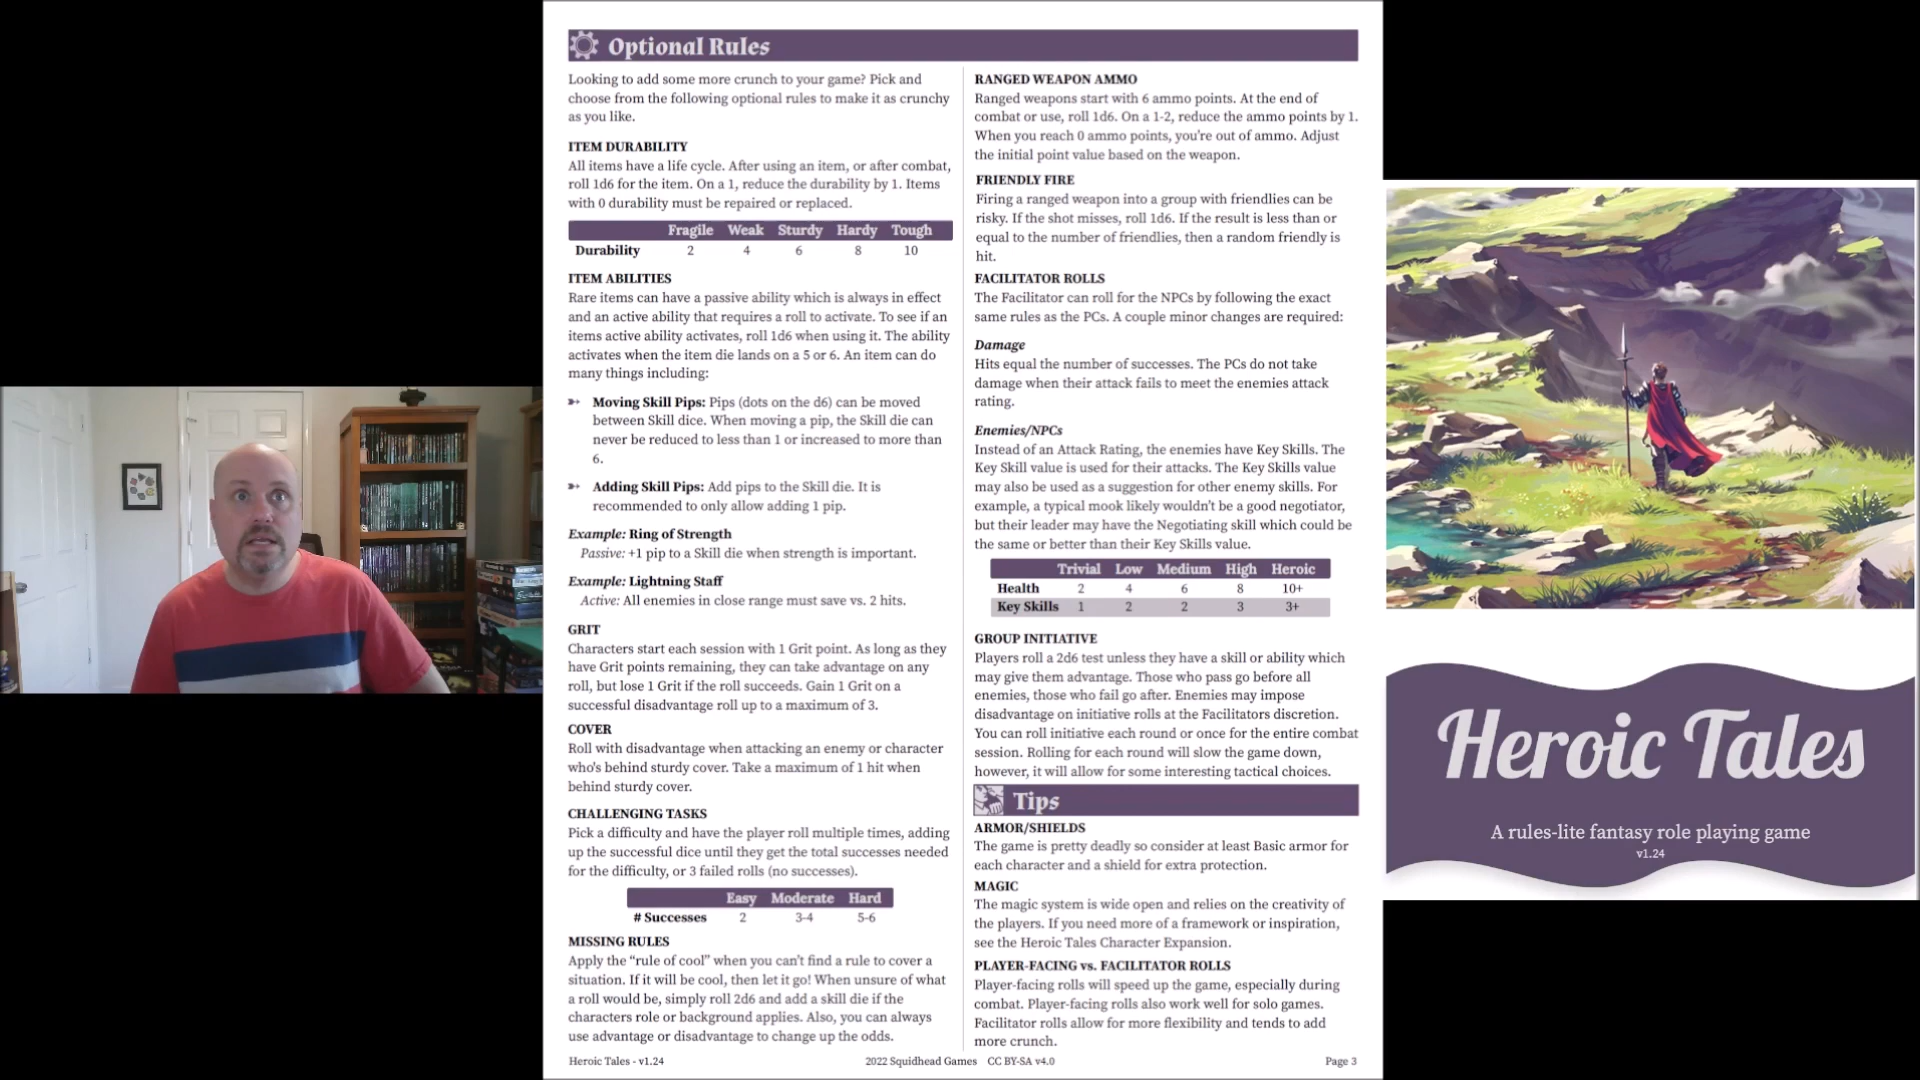 Optional Rules
Looking to add some more crunch to your game? Pick and
choose from the following optional rules to make it as crunchy
as you like.
ITEM DURABILITY
All items have a life cycle. After using an item, or after combat,
roll 1d6 for the item. On a 1, reduce the durability by 1. Items
with 0 durability must be repaired or replaced.
Fragile Weak Sturdy Hardy Tough
Durability 2 4 6 8 10
ITEM ABILITIES
Rare items can have a passive ability which is always in effect
and an active ability that requires a roll to activate. To see if an
items active ability activates, roll 1d6 when using it. The ability
activates when the item die lands on a 5 or 6. An item can do
many things including:
Moving Skill Pips: Pips (dots on the d6) can be moved
between Skill dice. When moving a pip, the Skill die can
never be reduced to less than 1 or increased to more than
6.
Adding Skill Pips: Add pips to the Skill die. It is
recommended to only allow adding 1 pip.
Example: Ring of Strength
Passive: +1 pip to a Skill die when strength is important.
Example: Lightning Staff
Active: All enemies in close range must save vs. 2 hits.
GRIT
Characters start each session with 1 Grit point. As long as they
have Grit points remaining, they can take advantage on any
roll, but lose 1 Grit if the roll succeeds. Gain 1 Grit on a
successful disadvantage roll up to a maximum of 3.
COVER
Roll with disadvantage when attacking an enemy or character
who's behind sturdy cover. Take a maximum of 1 hit when
behind sturdy cover.
CHALLENGING TASKS
Pick a difficulty and have the player roll multiple times, adding
up the successful dice until they get the total successes needed
for the difficulty, or 3 failed rolls (no successes).
Easy Moderate Hard
# Successes 2 3-4 5-6
MISSING RULES
Apply the “rule of cool” when you can't find a rule to cover a
situation. If it will be cool, then let it go! When unsure of what
a roll would be, simply roll 2d6 and add a skill die if the
characters role or background applies. Also, you can always
use advantage or disadvantage to change up the odds.
RANGED WEAPON AMMO
Ranged weapons start with 6 ammo points. At the end of
combat or use, roll 1d6. On a 1-2, reduce the ammo points by 1.
When you reach 0 ammo points, you're out of ammo. Adjust
the initial point value based on the weapon.
FRIENDLY FIRE
Firing a ranged weapon into a group with friendlies can be
risky. If the shot misses, roll 1d6. If the result is less than or
equal to the number of friendlies, then a random friendly is
hit.
FACILITATOR ROLLS
The Facilitator can roll for the NPCs by following the exact
same rules as the PCs. A couple minor changes are required:
Damage
Hits equal the number of successes. The PCs do not take
damage when their attack fails to meet the enemies attack
rating.
Enemies/NPCs
Instead of an Attack Rating, the enemies have Key Skills. The
Key Skill value is used for their attacks. The Key Skills value
may also be used as a suggestion for other enemy skills. For
example, a typical mook likely wouldn't be a good negotiator,
but their leader may have the Negotiating skill which could be
the same or better than their Key Skills value.
Trivial Low Medium High Heroic
Health 2 4 6 8 10+
Key Skills 1 2 2 3 3+
GROUP INITIATIVE
Players roll a 2d6 test unless they have a skill or ability which
may give them advantage. Those who pass go before all
enemies, those who fail go after. Enemies may impose
disadvantage on initiative rolls at the Facilitators discretion.
You can roll initiative each round or once for the entire combat
session. Rolling for each round will slow the game down,
however, it will allow for some interesting tactical choices.
Tips
ARMOR/SHIELDS
The game is pretty deadly so consider at least Basic armor for
each character and a shield for extra protection.
MAGIC
The magic system is wide open and relies on the creativity of
the players. If you need more of a framework or inspiration,
see the Heroic Tales Character Expansion.
PLAYER-FACING vs. FACILITATOR ROLLS
Player-facing rolls will speed up the game, especially during
combat. Player-facing rolls also work well for solo games.
Facilitator rolls allow for more flexibility and tends to add
more crunch.
Heroic Tales - v1.24 2022 Squidhead Games CC BY-SA v4.0 Page 3
Heroic Tales
A rules-lite fantasy role playing game
v1.24